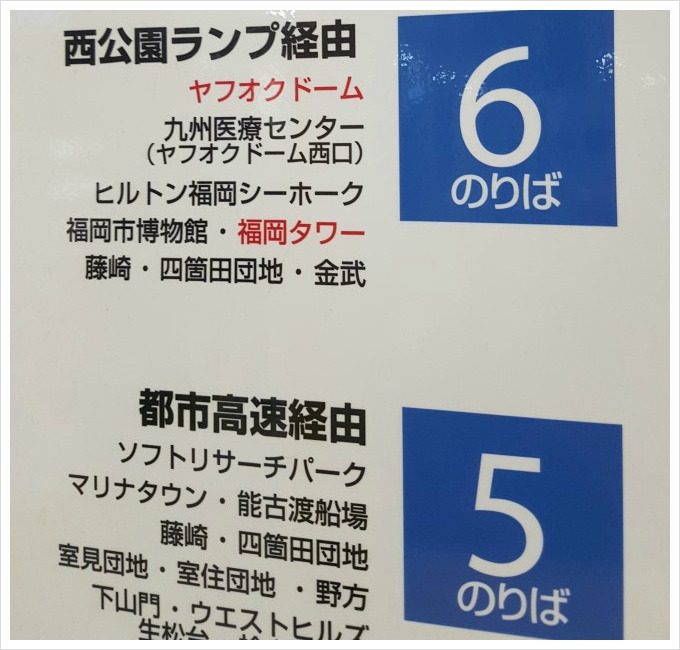 西公園ランプ経由
ヤフオクドーム
九州医療センター
(ヤフオクドーム西口)
ヒルトン福岡シーホーク
福岡市博物館・福岡タワー
藤崎・四箇田団地・金武
6
のりば
都市高速経由
ソフトリサーチパーク
マリナタウン・能古渡船場
藤崎・四箇田団地
室見団地・室住団地・野方
下山門・ウエストヒルズ
生松台・
5
のりば